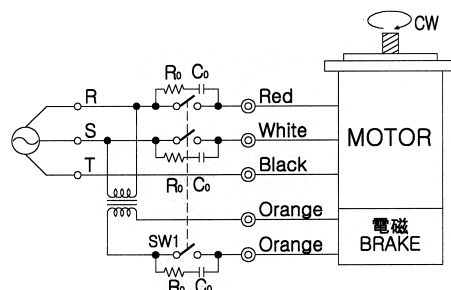 CW
R₀ C₀
R
Red
S
White
MOTOR
T
R₀ C₀
Black
Orange
電磁
BRAKE
SW1
Orange
R₀ C₀